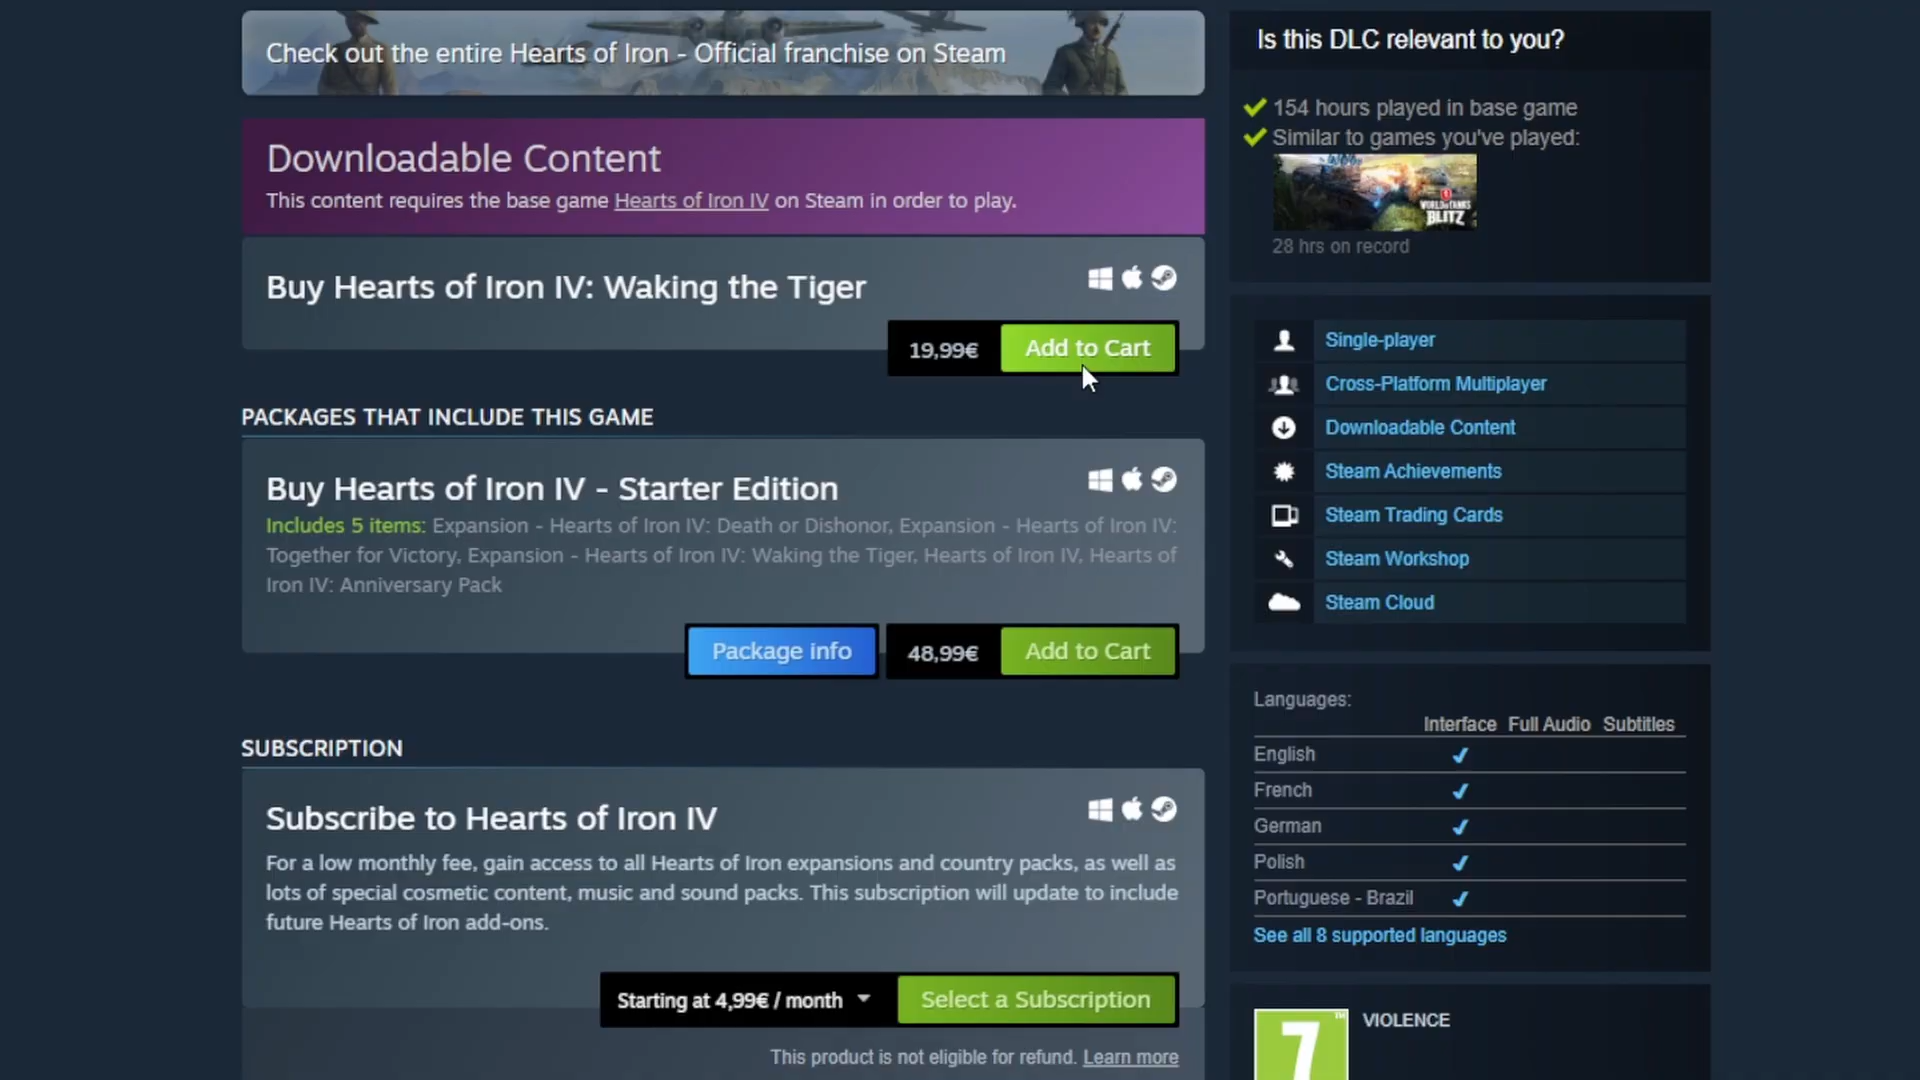 Check out the entire Hearts of Iron - Official franchise on Steam
Downloadable Content
This content requires the base game Hearts of Iron IV on Steam in order to play.
Buy Hearts of Iron IV: Waking the Tiger
19,99€
Add to Cart
PACKAGES THAT INCLUDE THIS GAME
Buy Hearts of Iron IV - Starter Edition
Includes 5 items: Expansion - Hearts of Iron IV: Death or Dishonor, Expansion - Hearts of Iron IV:
Together for Victory, Expansion - Hearts of Iron IV: Waking the Tiger, Hearts of Iron IV, Hearts of
Iron IV: Anniversary Pack
Package info
48,99€
Add to Cart
SUBSCRIPTION
Subscribe to Hearts of Iron IV
For a low monthly fee, gain access to all Hearts of Iron expansions and country packs, as well as
lots of special cosmetic content, music and sound packs. This subscription will update to include
future Hearts of Iron add-ons.
Starting at 4,99€ / month
Select a Subscription
This product is not eligible for refund. Learn more
Is this DLC relevant to you?
154 hours played in base game
Similar to games you've played:
WORLD OF TANKS
BLITZ
28 hrs on record
Single-player
Cross-Platform Multiplayer
Downloadable Content
Steam Achievements
Steam Trading Cards
Steam Workshop
Steam Cloud
Languages:
Interface Full Audio Subtitles
English
French
German
Polish
Portuguese - Brazil
See all 8 supported languages
7
TM
VIOLENCE